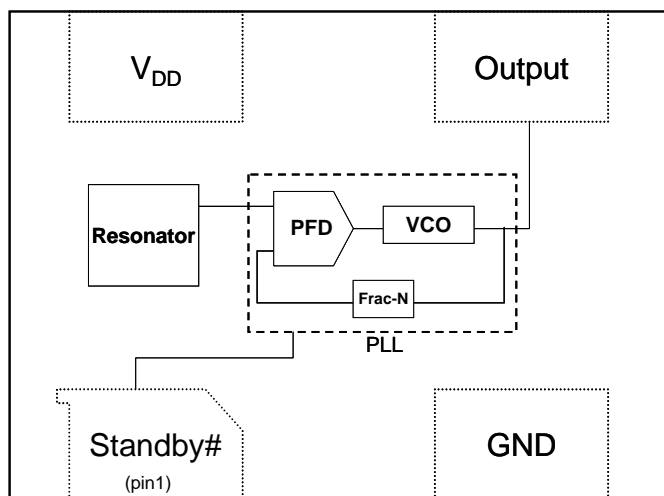 VDD
Output
Resonator
PFD
VCO
Frac-N
PLL
Standby#
(pin1)
GND